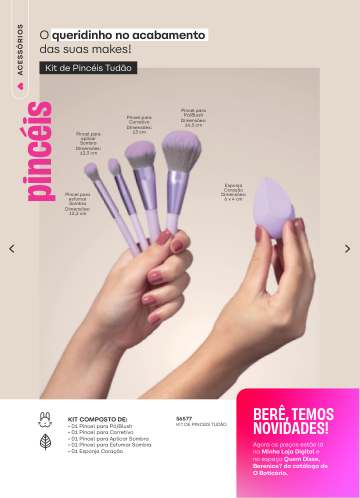 ACESSÓRIOS
O queridinho no acabamento
das suas makes!
Kit de Pincéis Tudão
pincéis
Pincel para
Pó/Blush
Dimensões:
16,5 cm
Pincel para
Corretivo
Dimensões:
15 cm
Pincel para
aplicar
Sombra
Dimensões:
13,5 cm
Pincel para
esfumar
Sombra
Dimensões:
12,2 cm
Esponja
Coração
Dimensões:
6 x 4 cm
KIT COMPOSTO DE:
• 01 Pincel para Pó/Blush
• 01 Pincel para Corretivo
• 01 Pincel para Aplicar Sombra
• 01 Pincel para Esfumar Sombra
• 01 Esponja Coração
56577
KIT DE PINCÉIS TUDÃO
BERÊ, TEMOS
NOVIDADES!
Agora os preços estão lá
na Minha Loja Digital e
no espaço Quem Disse,
Berenice? do catálogo de
O Boticário.